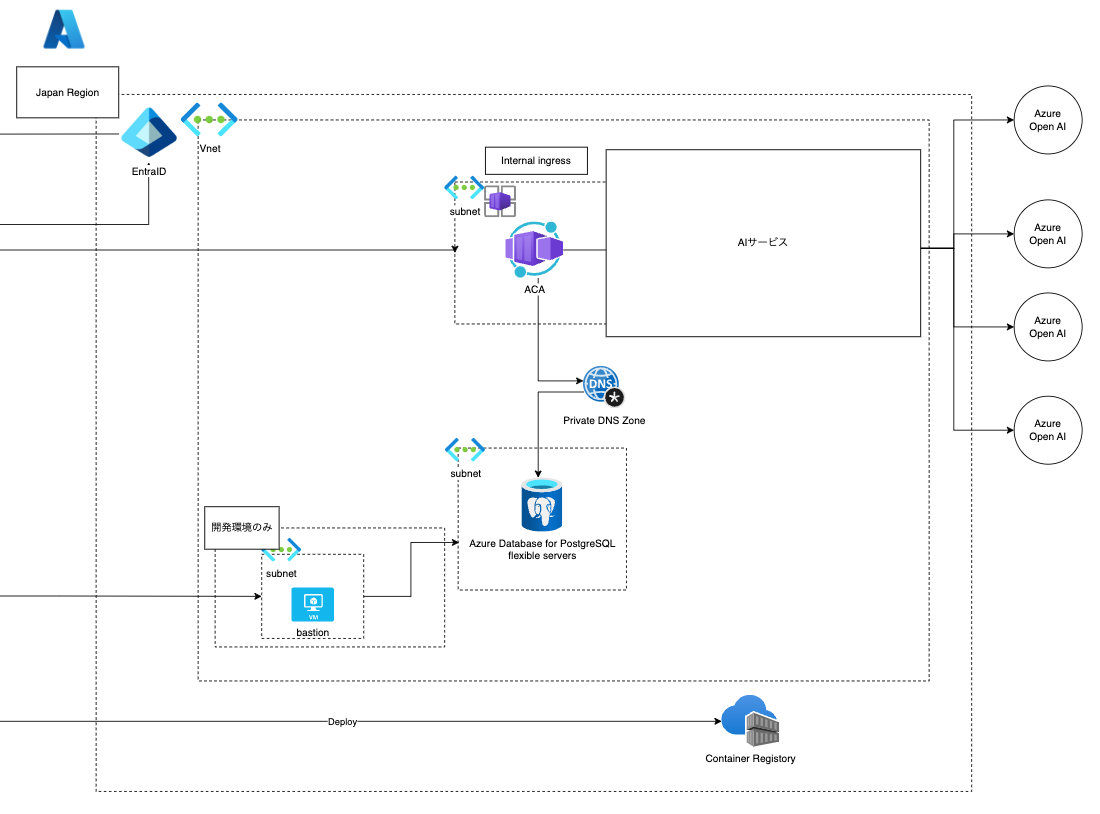 Japan Region
EntraID
Vnet
Internal ingress
subnet
ACA
AIサービス
Azure
Open AI
Azure
Open AI
Azure
Open AI
Azure
Open AI
DNS
Private DNS Zone
subnet
Azure Database for PostgreSQL
flexible servers
開発環境のみ
subnet
VM
bastion
Deploy
Container Registory